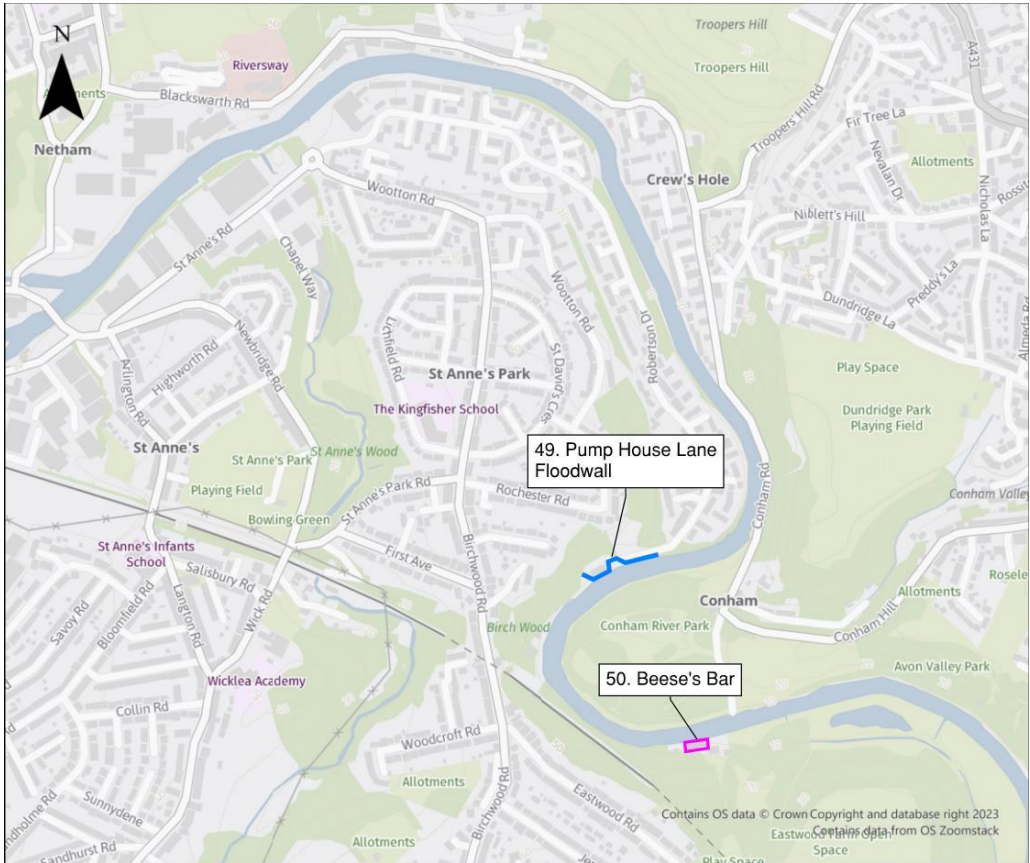 Troopers Hill
N
Riversway
Troopers Hill
A431
Allotments
Blackswarth Rd
Troopers' Hill Rd
Fir Tree La
Netham
Nevalan Dr
Allotments
Crew's Hole
Nicholas La
Wootton Rd
Niblett's Hill
St Anne's Rd
Chapel Way
Preddy's La
Wootton Rd
Dundridge La
Robertson Dr
Newbridge Rd
Lichfield Rd
St David's Cres
Highworth Rd
Arlington Rd
St Anne's Park
Play Space
The Kingfisher School
Dundridge Park
Playing Field
St Anne's
St Anne's Wood
St Anne's Park
49. Pump House Lane
Floodwall
Playing Field
St Anne's Park Rd
Rochester Rd
Conham Rd
Bowling Green
St Anne's Infants
School
First Ave
Birchwood Rd
Salisbury Rd
Savoy Rd
Bloomfield Rd
Langton Rd
Wick Rd
Conham
Allotments
Conham Hill
Birch Wood
Conham River Park
Avon Valley Park
Wicklea Academy
50. Beese's Bar
Collin Rd
Woodcroft Rd
Allotments
Birchwood Rd
Eastwood Rd
Sunnydene
Contains OS data © Crown Copyright and database right 2023
Contains data from OS Zoomstack
Eastwood Farm Open
Space
Allotments
Sandhurst Rd
Play Space